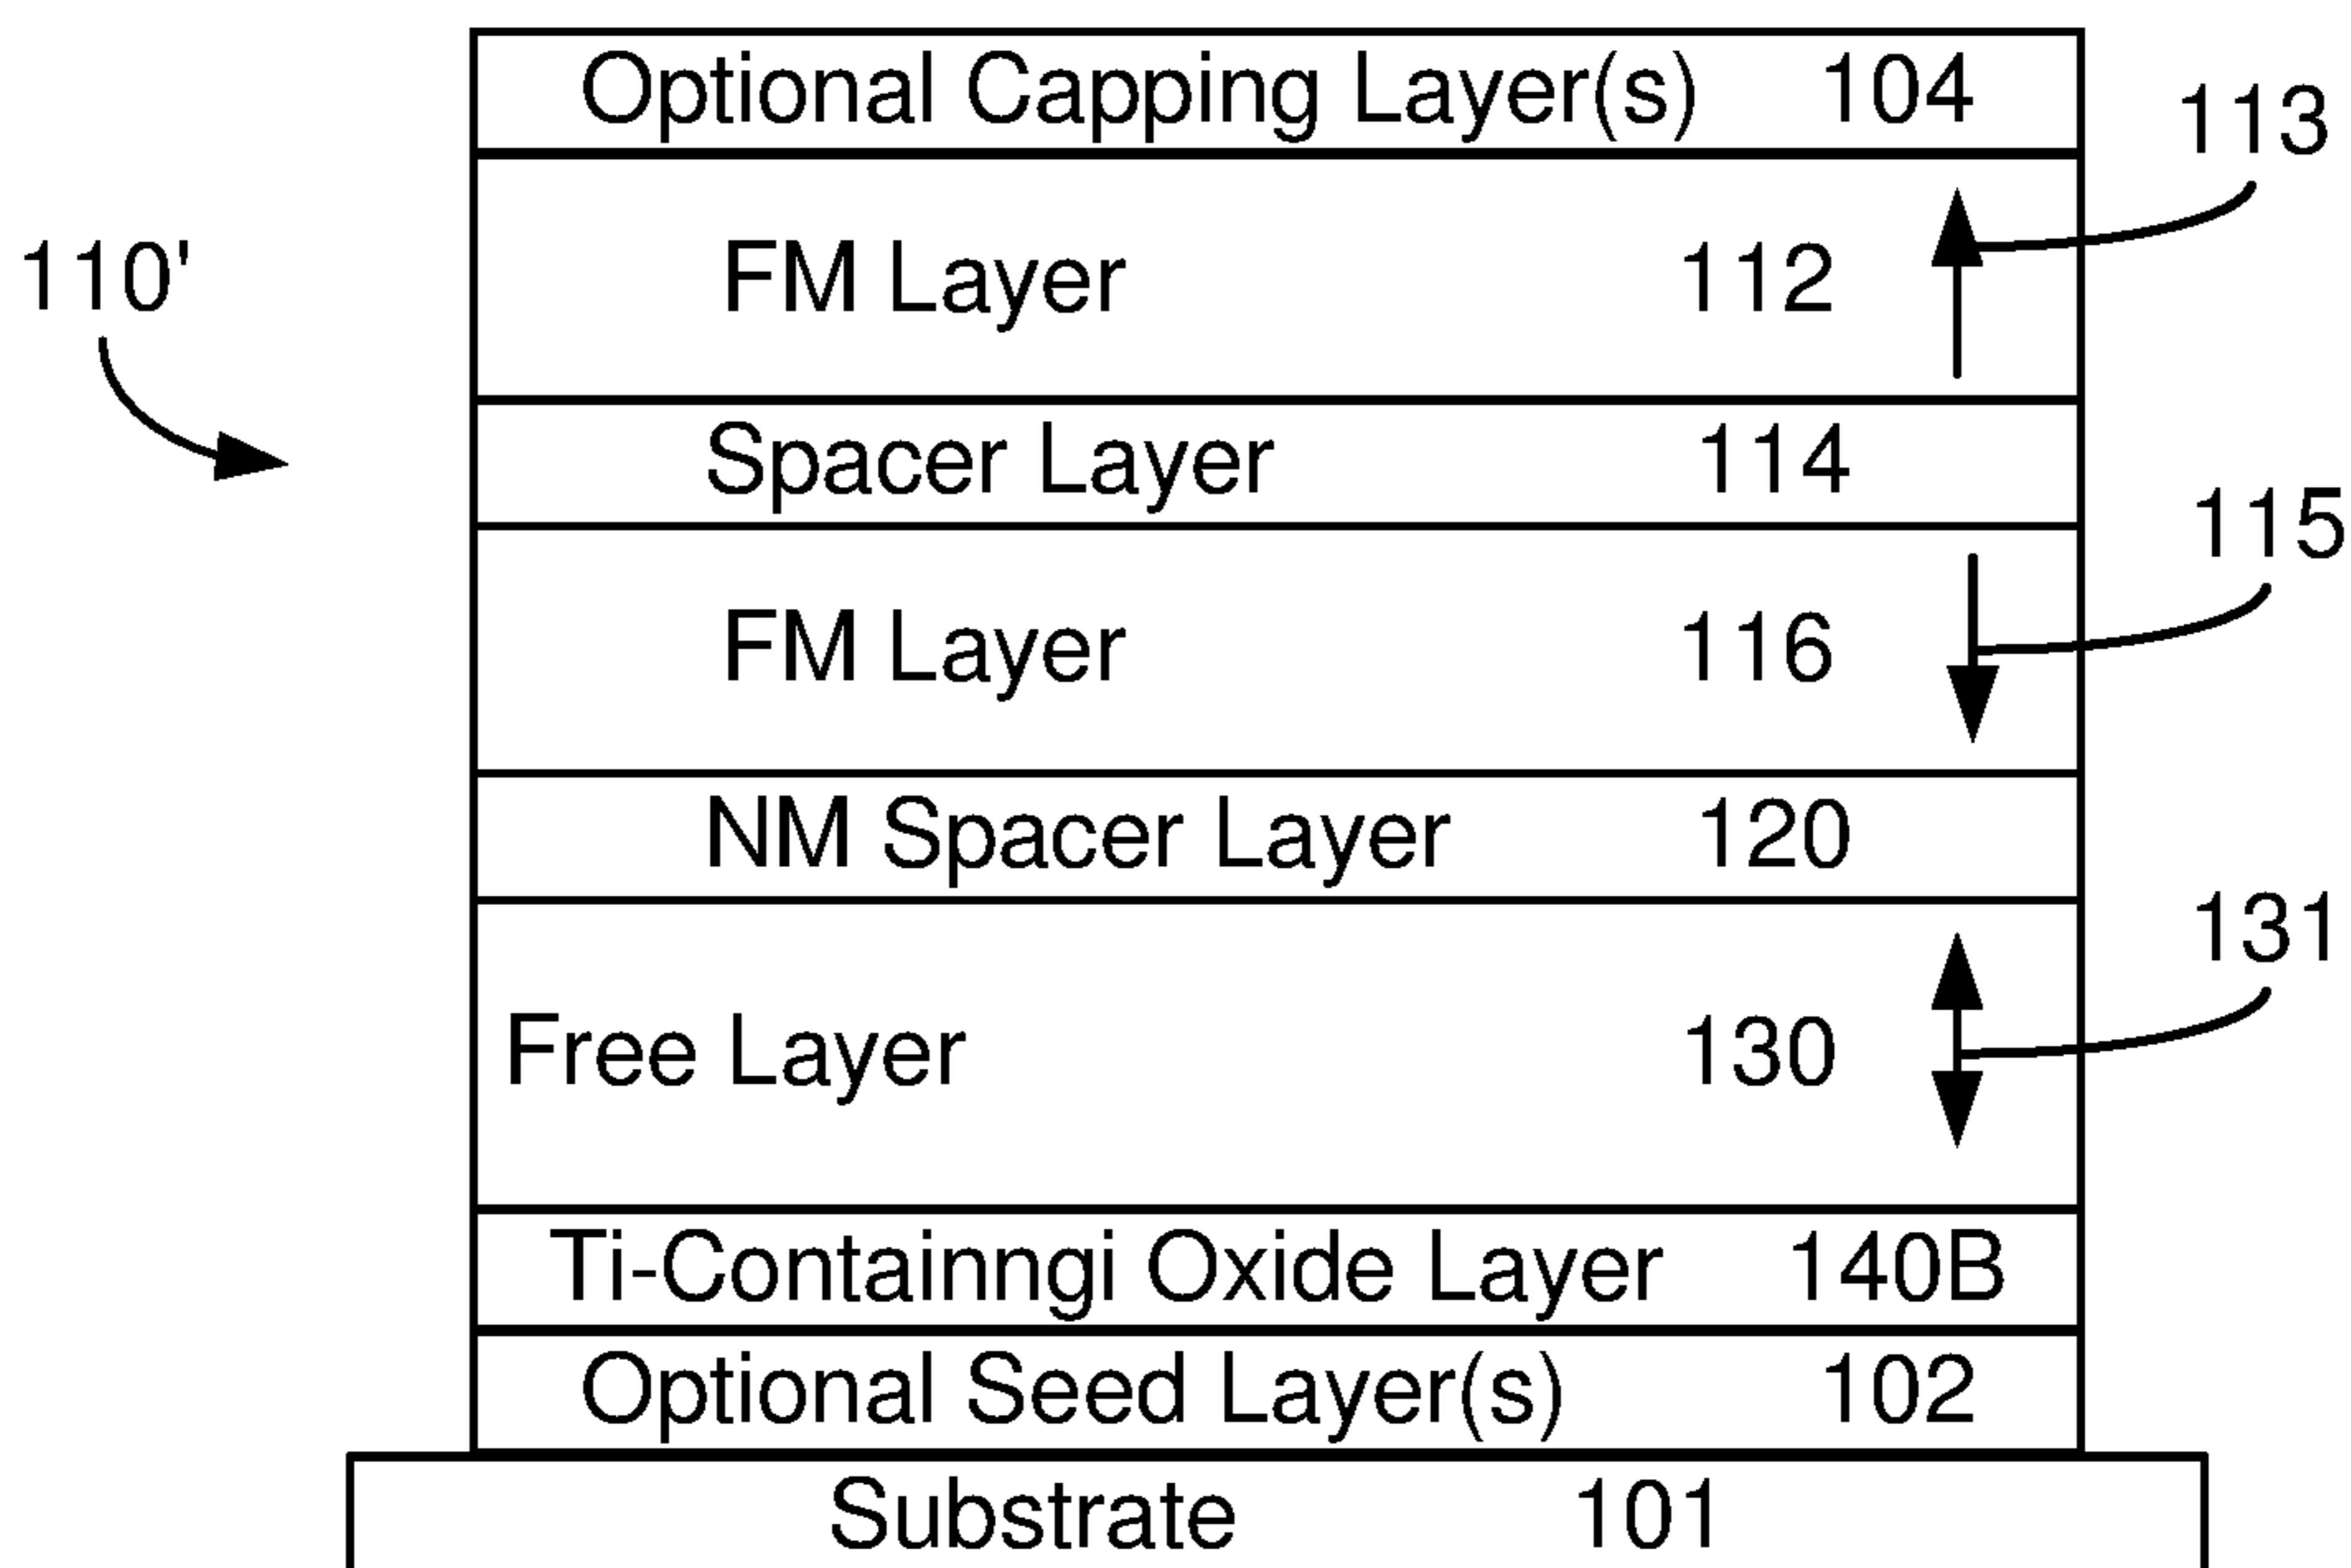 Optional Capping Layer(s) 104
113
FM Layer 112
110'
Spacer Layer 114
115
FM Layer 116
NM Spacer Layer 120
131
Free Layer 130
Ti-Containngi Oxide Layer 140B
Optional Seed Layer(s) 102
Substrate 101